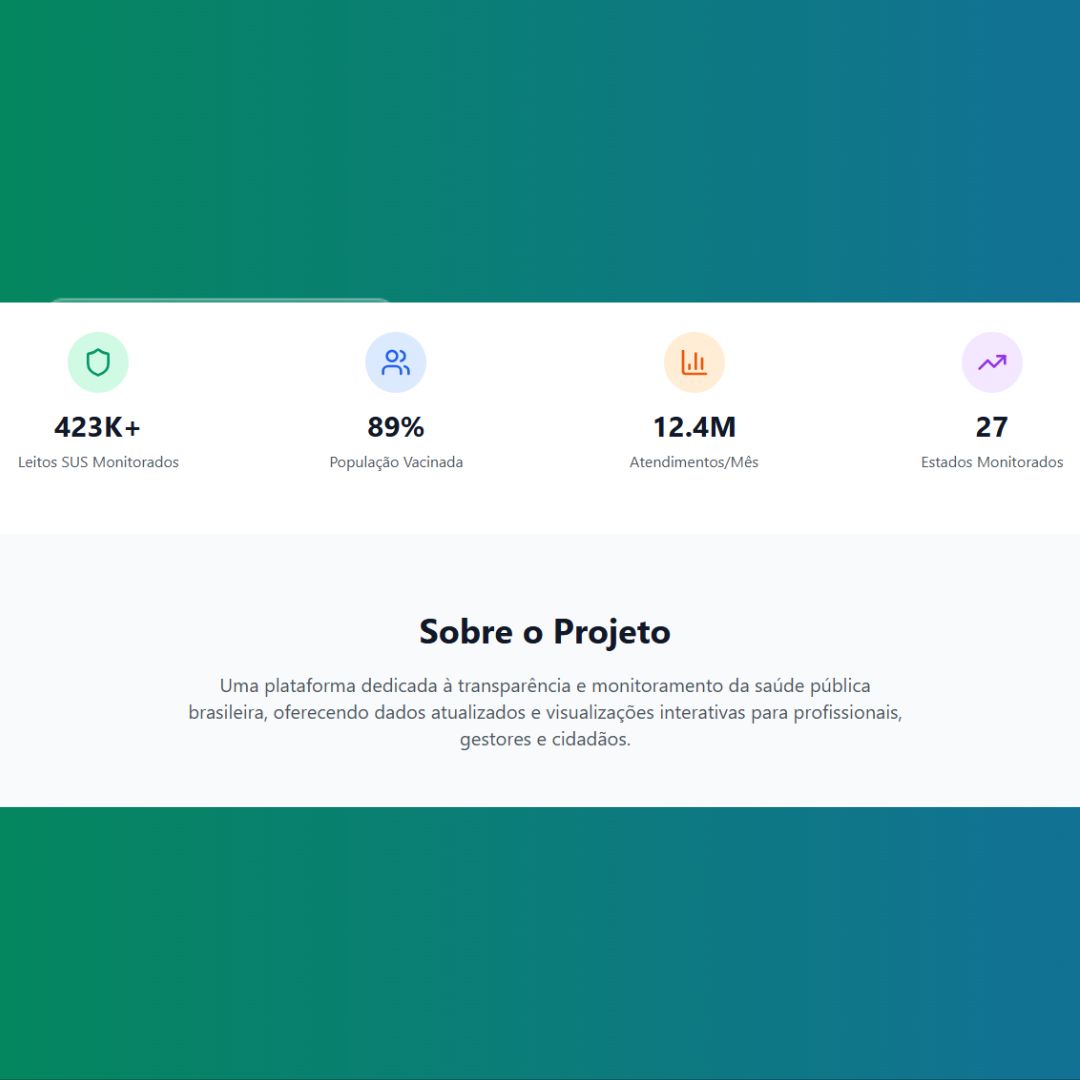 423K+
89%
12.4M
27
Leitos SUS Monitorados
População Vacinada
Atendimentos/Mês
Estados Monitorados
Sobre o Projeto
Uma plataforma dedicada à transparência e monitoramento da saúde pública
brasileira, oferecendo dados atualizados e visualizações interativas para profissionais,
gestores e cidadãos.